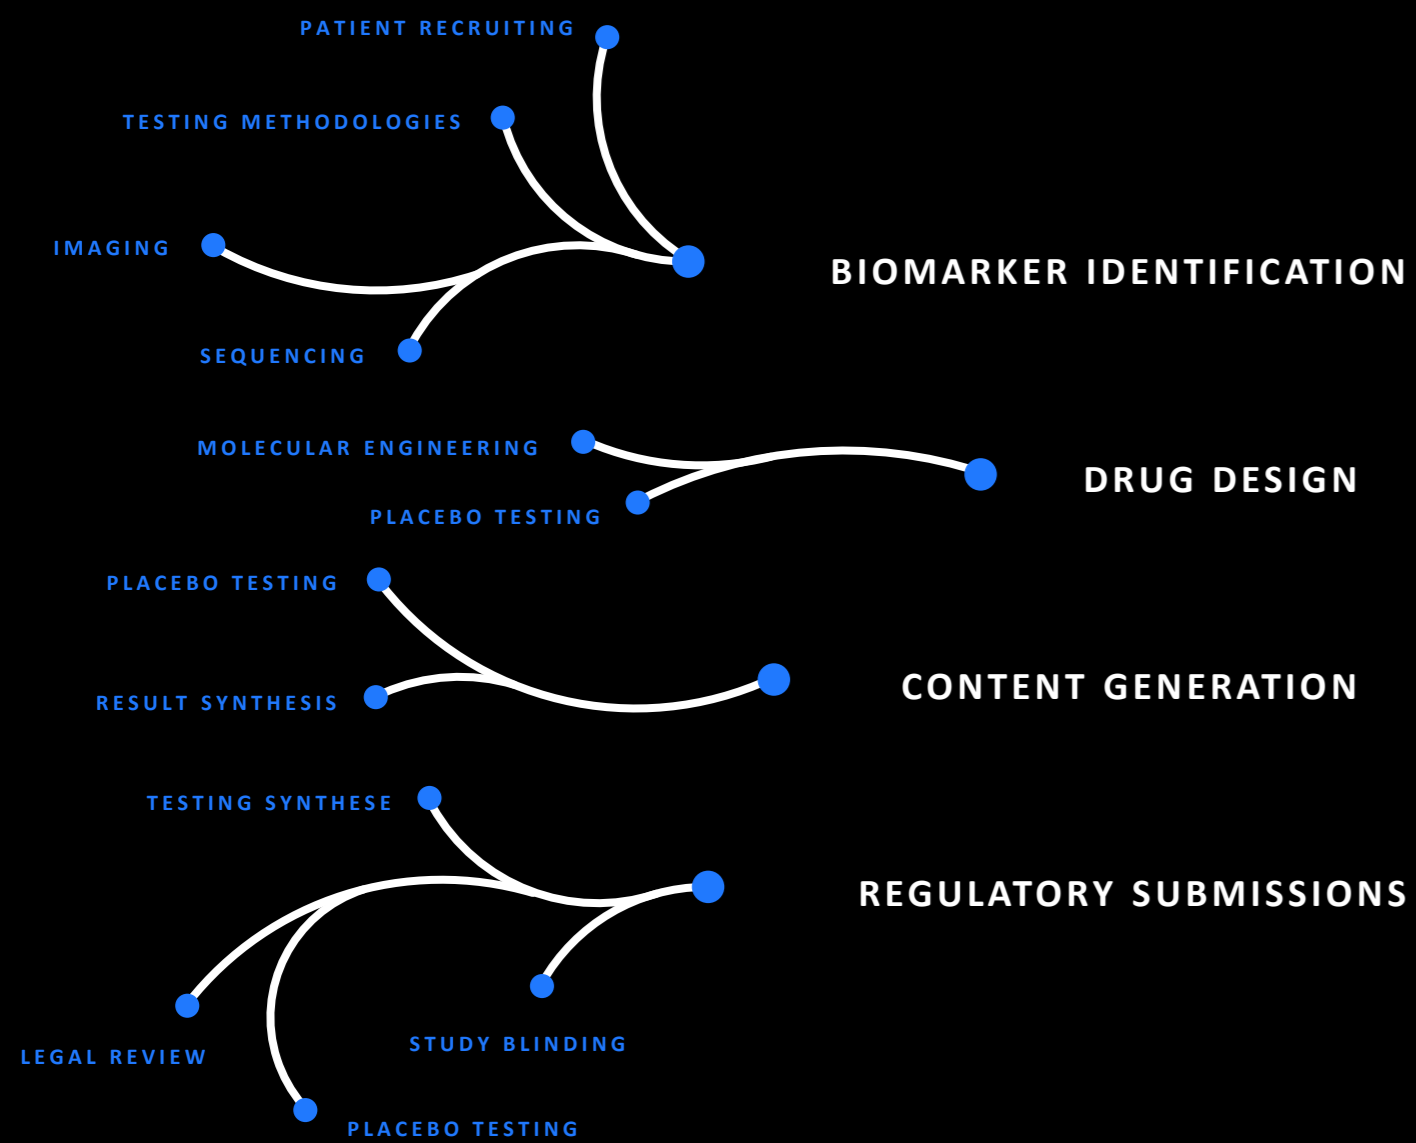 PATIENT RECRUITING
TESTING METHODOLOGIES
IMAGING
BIOMARKER IDENTIFICATION
SEQUENCING
MOLECULAR ENGINEERING
DRUG DESIGN
PLACEBO TESTING
PLACEBO TESTING
CONTENT GENERATION
RESULT SYNTHESIS
TESTING SYNTHESE
REGULATORY SUBMISSIONS
STUDY BLINDING
LEGAL REVIEW
PLACEBO TESTING